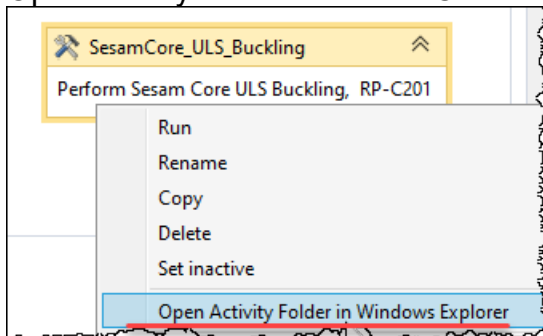 SesamCore_ULS_Buckling
Perform Sesam Core ULS Buckling, RP-C201
Run
Rename
Copy
Delete
Set inactive
Open Activity Folder in Windows Explorer